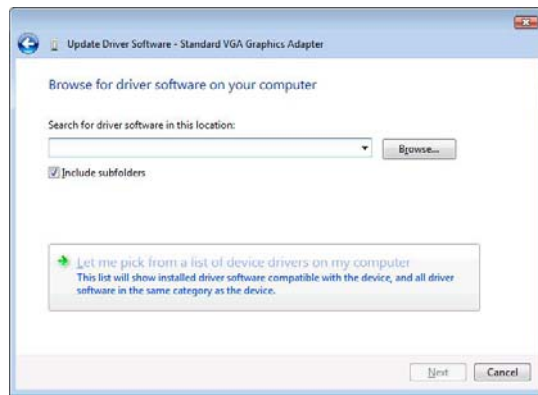 Update Driver Software - Standard VGA Graphics Adapter
Browse for driver software on your computer
Search for driver software in this location:
Browse...
Include subfolders
Let me pick from a list of device drivers on my computer
This list will show installed driver software compatible with the device, and all driver
software in the same category as the device.
Next
Cancel